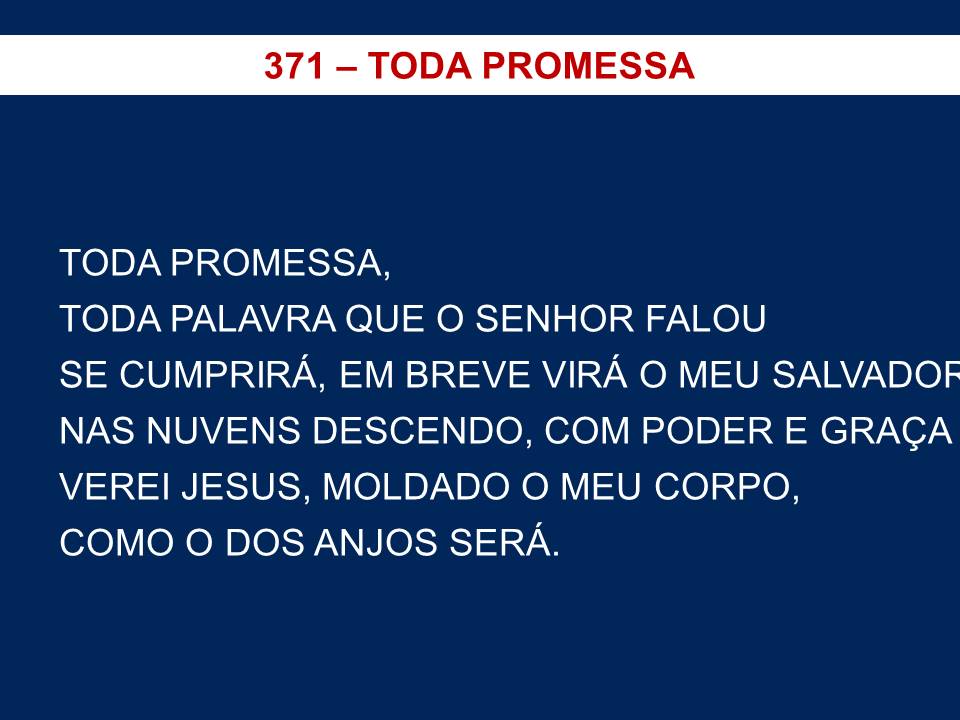 371 – TODA PROMESSA
TODA PROMESSA,
TODA PALAVRA QUE O SENHOR FALOU
SE CUMPRIRÁ, EM BREVE VIRÁ O MEU SALVADOR
NAS NUVENS DESCENDO, COM PODER E GRAÇA
VEREI JESUS, MOLDADO O MEU CORPO,
COMO O DOS ANJOS SERÁ.